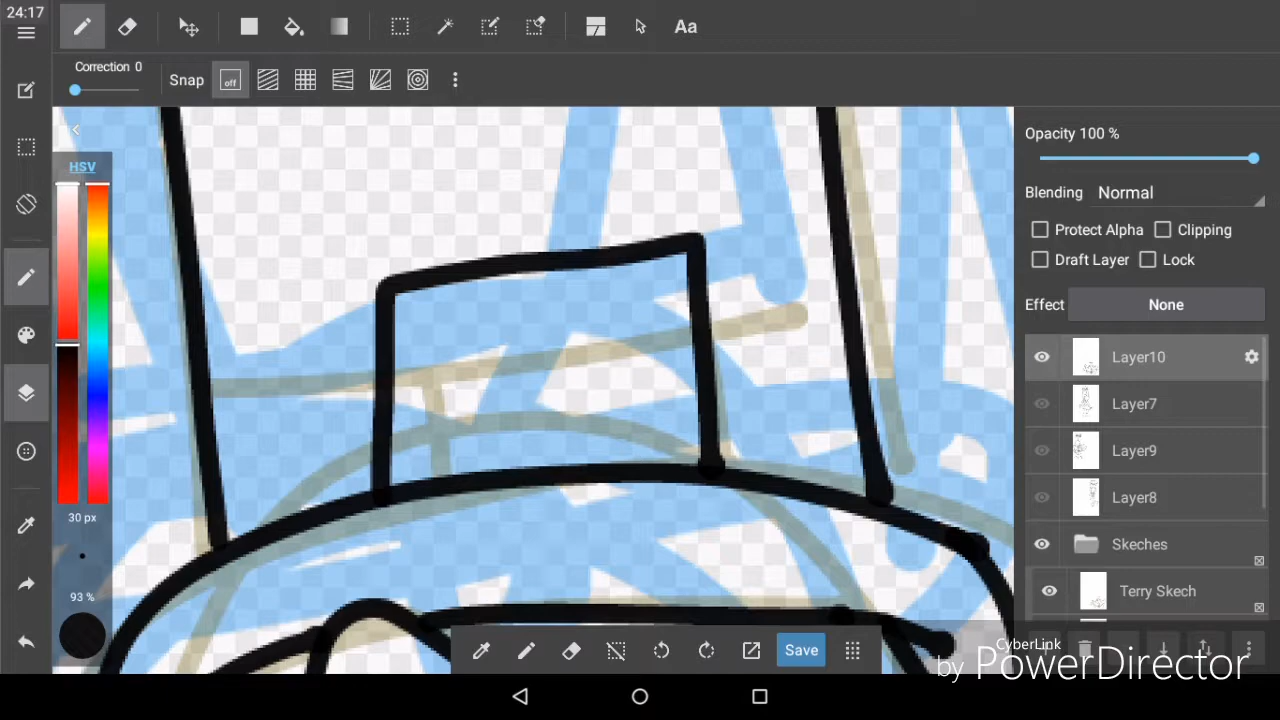 24:17
Aa
Correction 0
Snap
off
HSV
30 px
93 %
Opacity 100 %
Blending Normal
Protect Alpha Clipping
Draft Layer Lock
Effect None
Layer10
Layer7
Layer9
Layer8
Skeches
Terry Skech
Save
CyberLink
by PowerDirector